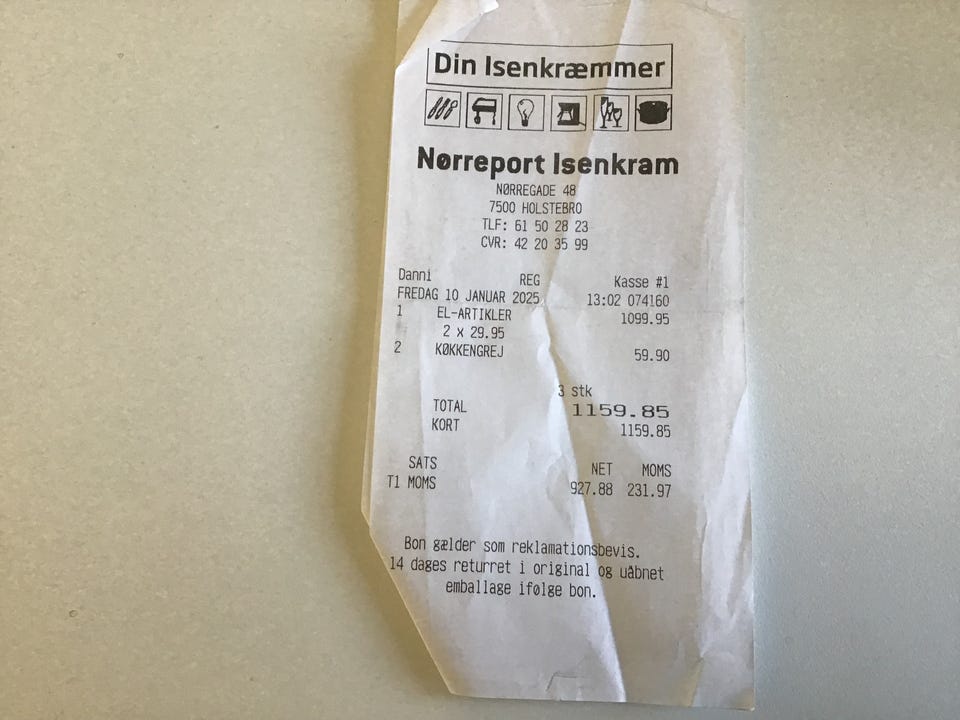 Din Isenkræmmer
Nørreport Isenkram
NØRREGADE 48
7500 HOLSTEBRO
TLF: 61 50 28 23
CVR: 42 20 35 99
Danni REG Kasse #1
FREDAG 10 JANUAR 2025 13:02 074160
1 EL-ARTIKLER 1099.95
2 x 29.95
2 KØKKENGREJ 59.90
3 stk
TOTAL 1159.85
KORT 1159.85
SATS NET MOMS
T1 MOMS 927.88 231.97
Bon gælder som reklamationsbevis.
14 dages returret i original og uåbnet
emballage ifølge bon.